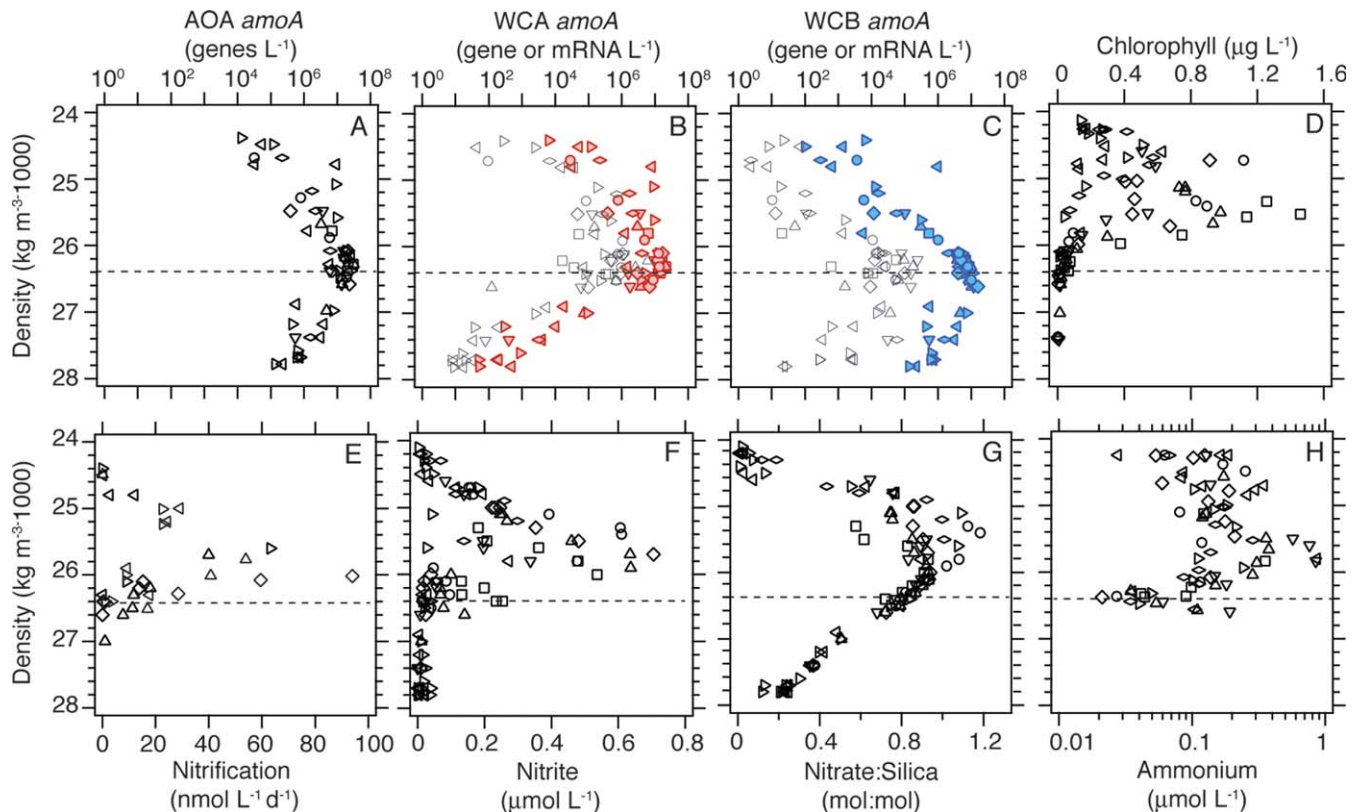 AOA amoA
(genes L⁻¹)
10⁰ 10² 10⁴ 10⁶ 10⁸
WCA amoA
(gene or mRNA L⁻¹)
10⁰ 10² 10⁴ 10⁶ 10⁸
WCB amoA
(gene or mRNA L⁻¹)
10⁰ 10² 10⁴ 10⁶ 10⁸
Chlorophyll (μg L⁻¹)
0 0.4 0.8 1.2 1.6
Density (kg m⁻³-1000)
24
25
26
27
28
A
B
C
D
Density (kg m⁻³-1000)
24
25
26
27
28
E
F
G
H
0 20 40 60 80 100
Nitrification
(nmol L⁻¹ d⁻¹)
0 0.2 0.4 0.6 0.8
Nitrite
(μmol L⁻¹)
0 0.4 0.8 1.2
Nitrate:Silica
(mol:mol)
0.01 0.1 1
Ammonium
(μmol L⁻¹)